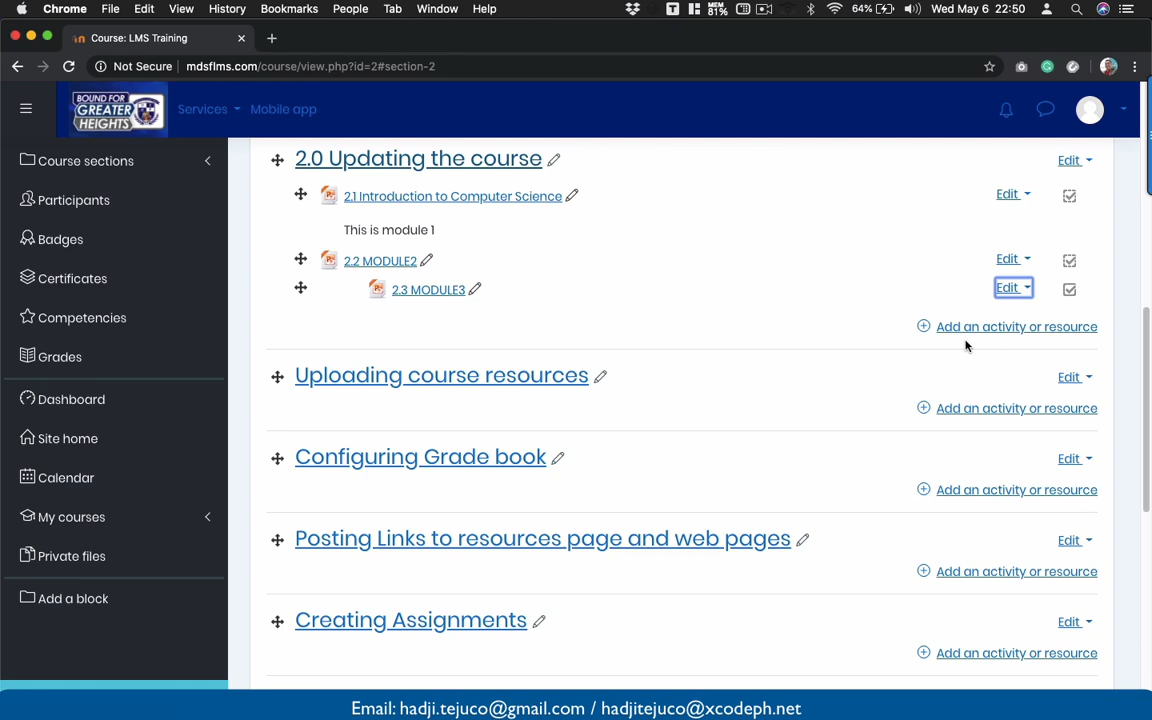 Chrome File Edit View History Bookmarks People Tab Window Help T MEM 81% 64% Wed May 6 22:50
Course: LMS Training
Not Secure mdsflms.com/course/view.php?id=2#section-2
BOUND FOR GREATER HEIGHTS Services Mobile app
Course sections
Participants
Badges
Certificates
Competencies
Grades
Dashboard
Site home
Calendar
My courses
Private files
Add a block
2.0 Updating the course Edit
2.1 Introduction to Computer Science Edit
This is module 1
2.2 MODULE2 Edit
2.3 MODULE3 Edit
Add an activity or resource
Uploading course resources Edit
Add an activity or resource
Configuring Grade book Edit
Add an activity or resource
Posting Links to resources page and web pages Edit
Add an activity or resource
Creating Assignments Edit
Add an activity or resource
Email: hadji.tejuco@gmail.com / hadjitejuco@xcodeph.net